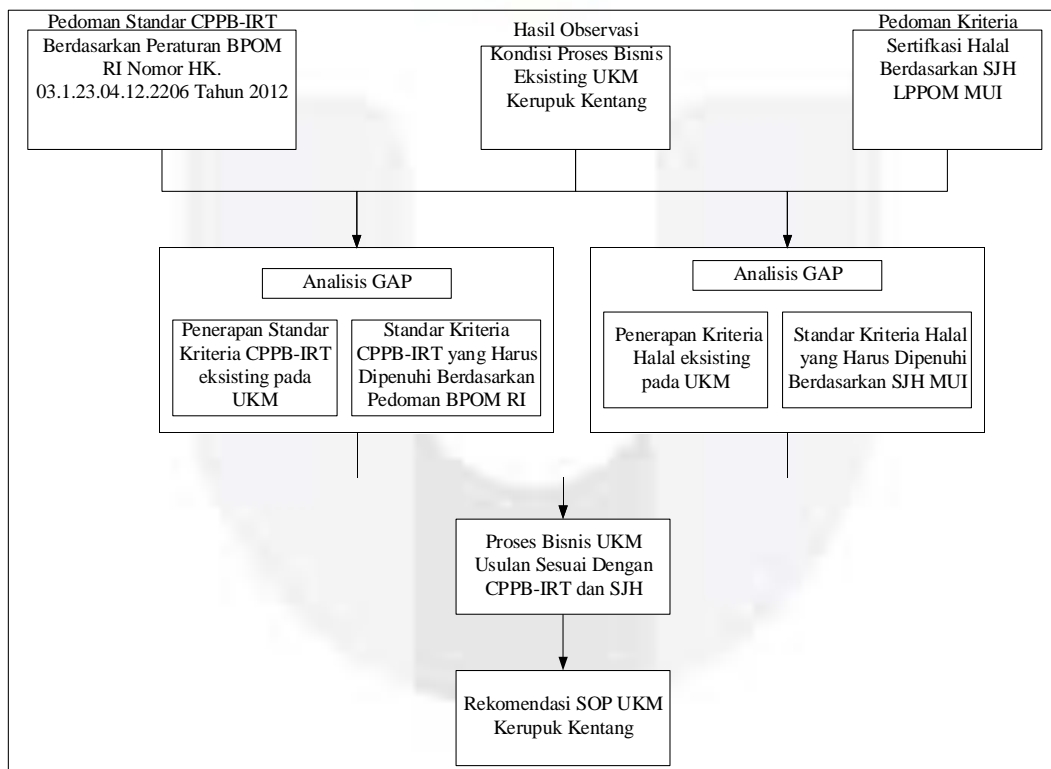 Pedoman Standar CPPB-IRT
Berdasarkan Peraturan BPOM
RI Nomor HK.
03.1.23.04.12.2206 Tahun 2012
Hasil Observasi
Kondisi Proses Bisnis
Eksisting UKM
Kerupuk Kentang
Pedoman Kriteria
Sertifkasi Halal
Berdasarkan SJH
LPPOM MUI
Analisis GAP
Penerapan Standar
Kriteria CPPB-IRT
eksisting pada
UKM
Standar Kriteria
CPPB-IRT yang Harus
Dipenuhi Berdasarkan
Pedoman BPOM RI
Analisis GAP
Penerapan Kriteria
Halal eksisting
pada UKM
Standar Kriteria Halal
yang Harus Dipenuhi
Berdasarkan SJH MUI
Proses Bisnis UKM
Usulan Sesuai Dengan
CPPB-IRT dan SJH
Rekomendasi SOP UKM
Kerupuk Kentang